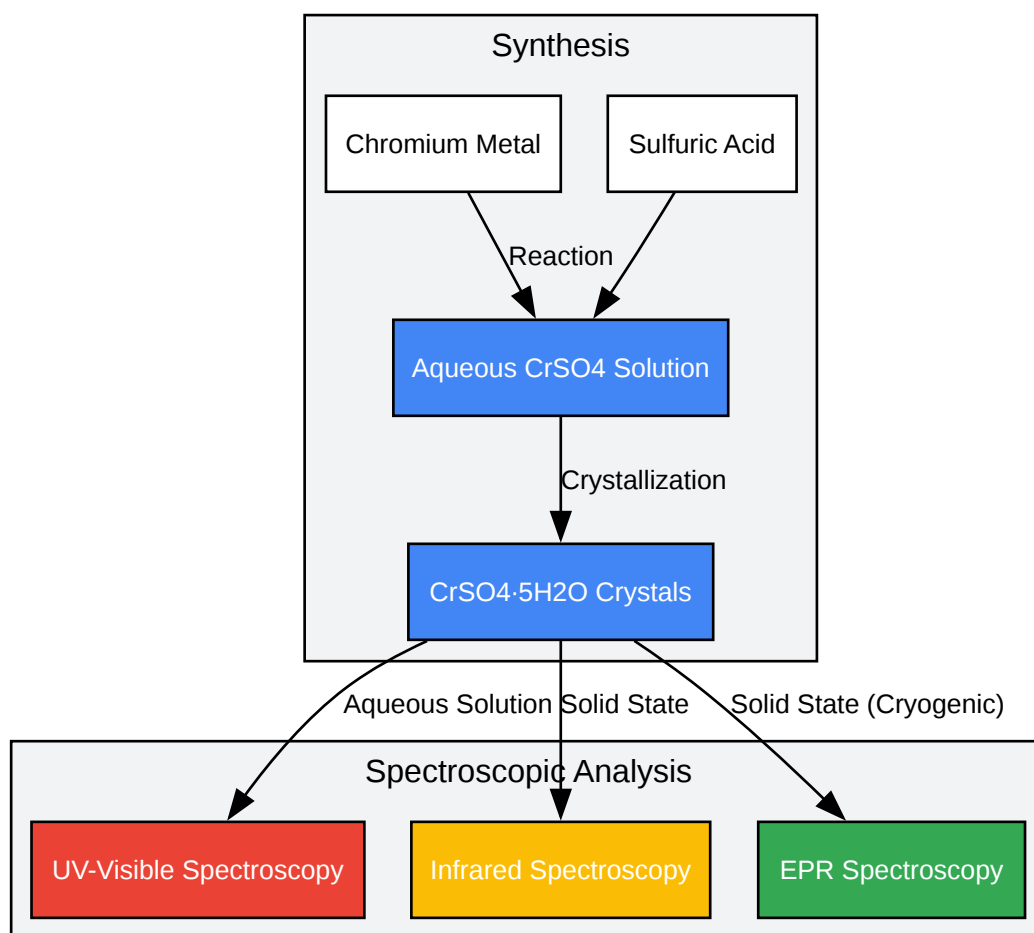 Synthesis
Chromium Metal
Sulfuric Acid
Reaction
Aqueous CrSO4 Solution
Crystallization
CrSO4·5H2O Crystals
Aqueous Solution
Solid State
Solid State (Cryogenic)
Spectroscopic Analysis
UV-Visible Spectroscopy
Infrared Spectroscopy
EPR Spectroscopy